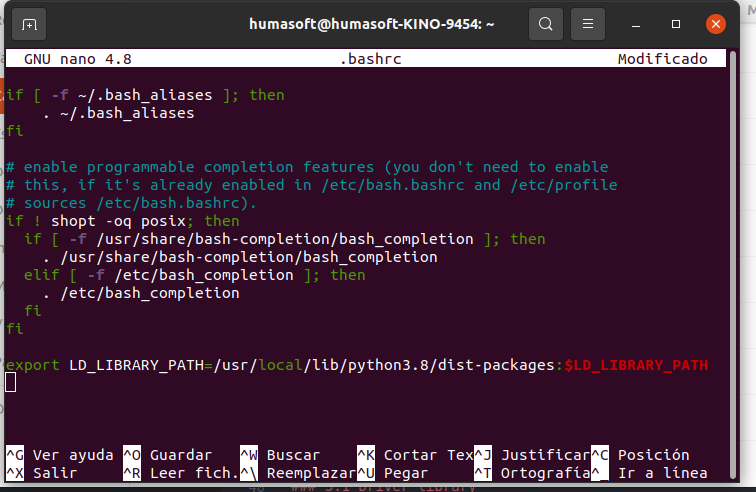 humasoft@humasoft-KINO-9454: ~
GNU nano 4.8 .bashrc Modificado
if [ -f ~/.bash_aliases ]; then
. ~/.bash_aliases
fi
# enable programmable completion features (you don't need to enable
# this, if it's already enabled in /etc/bash.bashrc and /etc/profile
# sources /etc/bash.bashrc).
if ! shopt -oq posix; then
if [ -f /usr/share/bash-completion/bash_completion ]; then
. /usr/share/bash-completion/bash_completion
elif [ -f /etc/bash_completion ]; then
. /etc/bash_completion
fi
fi
export LD_LIBRARY_PATH=/usr/local/lib/python3.8/dist-packages:$LD_LIBRARY_PATH
^G Ver ayuda ^O Guardar ^W Buscar ^K Cortar Tex ^J Justificar ^C Posición
^X Salir ^R Leer fich. ^\ Reemplazar ^U Pegar ^T Ortografía ^_ Ir a línea